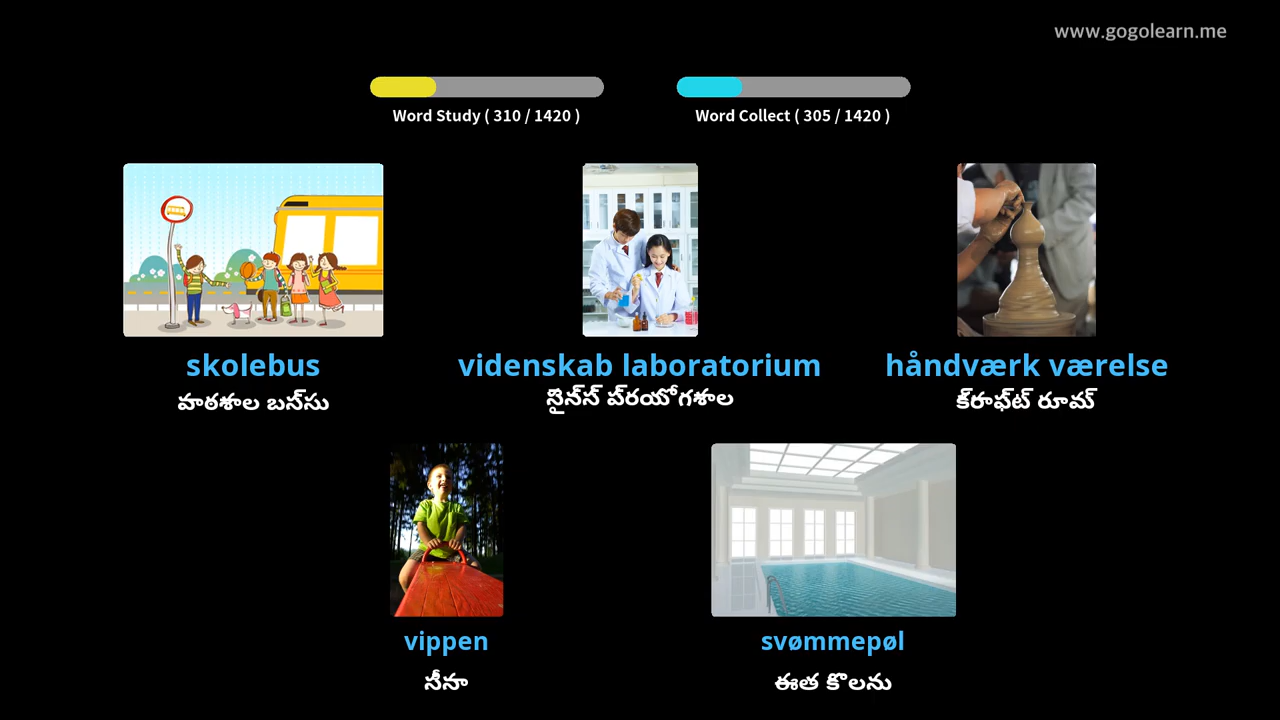 www.gogolearn.me
Word Study ( 310 / 1420 )
Word Collect ( 305 / 1420 )
skolebus
videnskab laboratorium
håndværk værelse
పాఠశాల బస్‌సు
సైన్‌స్ ప్‌రయోగశాల
క్‌రాఫ్‌ట్ రూమ్
vippen
svømmepøl
సీసా
ఈత కొలను